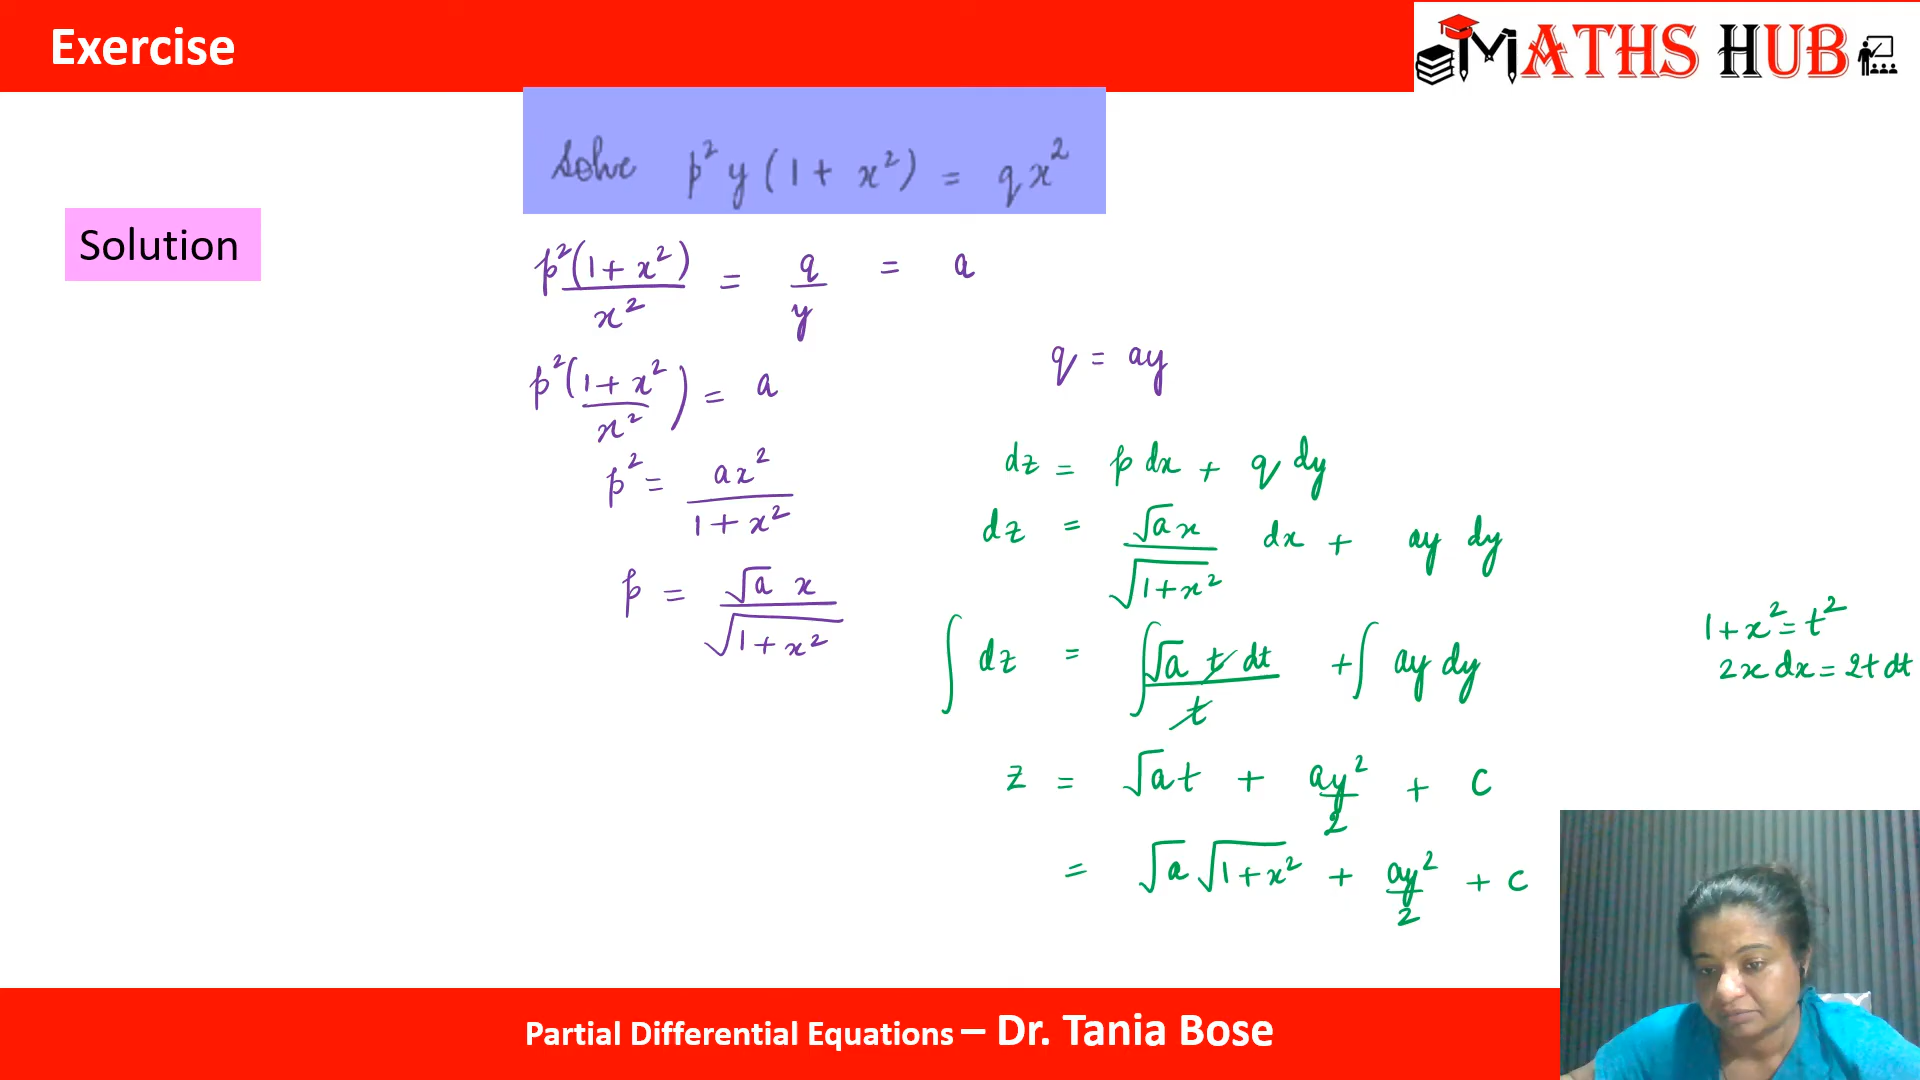 Exercise
MATHS HUB
Solve p² y (1 + x²) = q x²
Solution
p²(1 + x²)/x² = q/y = a
q = ay
p²((1 + x²)/x²) = a
p² = ax²/(1 + x²)
p = √a x/√(1 + x²)
dz = p dx + q dy
dz = √a x/√(1 + x²) dx + ay dy
1 + x² = t²
2x dx = 2t dt
∫ dz = ∫ √a t dt/t + ∫ ay dy
z = √a t + ay²/2 + c
= √a √(1 + x²) + ay²/2 + c
Partial Differential Equations – Dr. Tania Bose